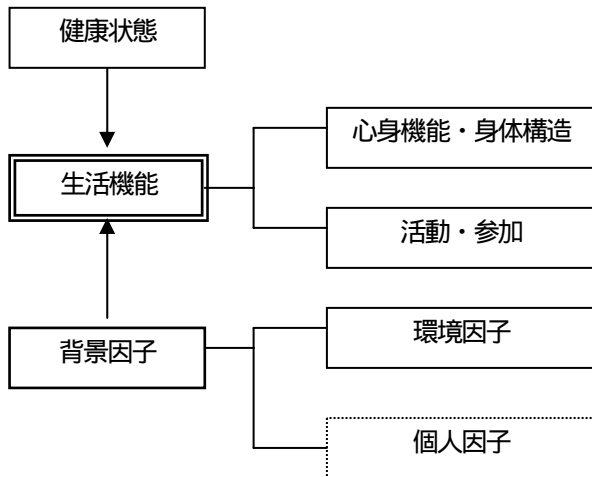 健康状態
心身機能・身体構造
生活機能
活動・参加
環境因子
背景因子
個人因子